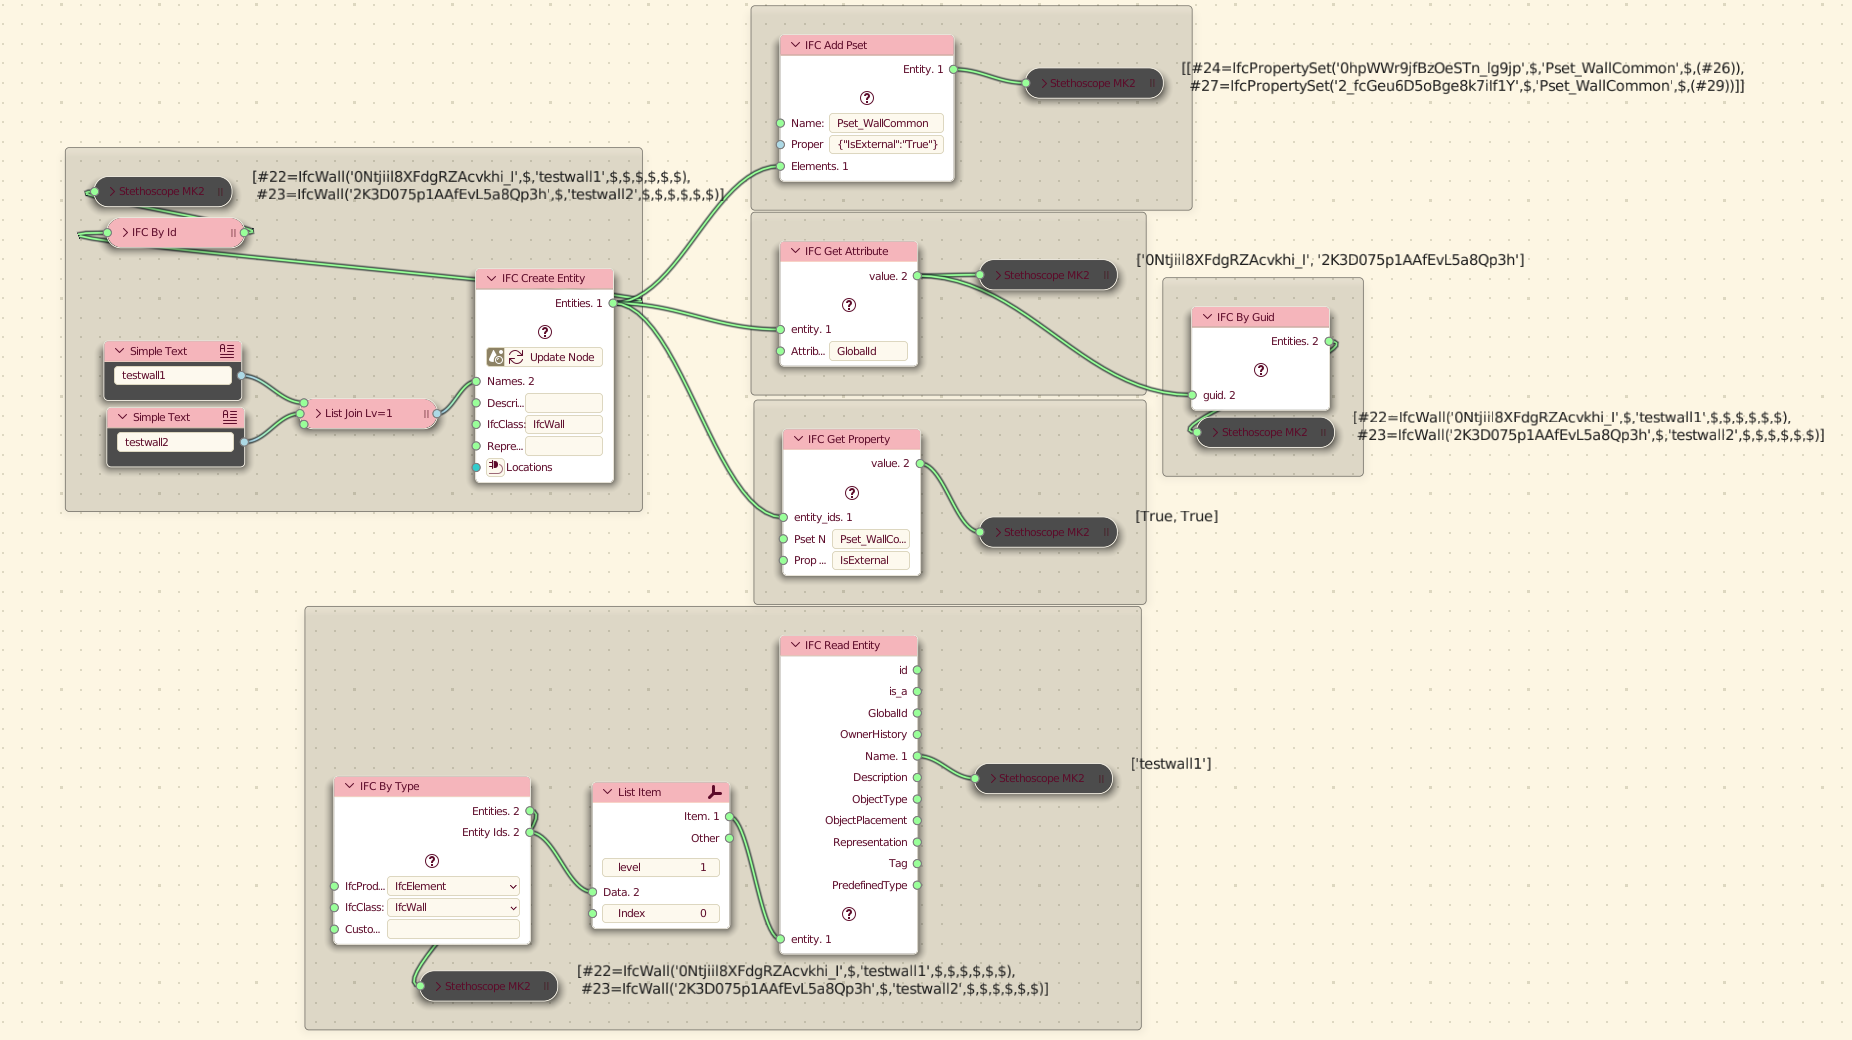 IFC Add Pset
Entity. 1
Name: Pset_WallCommon
Proper {"IsExternal":"True"}
Elements. 1
Stethoscope MK2
[[#24=IfcPropertySet('0hpWWr9jfBzOeSTn_lg9jp',$,'Pset_WallCommon',$,(#26)),
#27=IfcPropertySet('2_fcGeu6D5oBge8k7iIf1Y',$,'Pset_WallCommon',$,(#29))]]
Stethoscope MK2
[#22=IfcWall('0Ntjiil8XFdgRZAcvkhi_I',$,'testwall1',$,$,$,$,$,$),
#23=IfcWall('2K3D075p1AAfEvL5a8Qp3h',$,'testwall2',$,$,$,$,$,$)]
IFC By Id
IFC Create Entity
Entities. 1
Update Node
Names. 2
Descri...
IfcClass: IfcWall
Repre...
Locations
Simple Text
testwall1
Simple Text
testwall2
List Join Lv=1
IFC Get Attribute
value. 2
entity. 1
Attrib... GlobalId
Stethoscope MK2
['0Ntjiil8XFdgRZAcvkhi_I', '2K3D075p1AAfEvL5a8Qp3h']
IFC By Guid
Entities. 2
guid. 2
Stethoscope MK2
[#22=IfcWall('0Ntjiil8XFdgRZAcvkhi_I',$,'testwall1',$,$,$,$,$,$),
#23=IfcWall('2K3D075p1AAfEvL5a8Qp3h',$,'testwall2',$,$,$,$,$,$)]
IFC Get Property
value. 2
entity_ids. 1
Pset N Pset_WallCo...
Prop ... IsExternal
Stethoscope MK2
[True, True]
IFC Read Entity
id
is_a
GlobalId
OwnerHistory
Name. 1
Description
ObjectType
ObjectPlacement
Representation
Tag
PredefinedType
entity. 1
Stethoscope MK2
['testwall1']
IFC By Type
Entities. 2
Entity Ids. 2
IfcProd... IfcElement
IfcClass: IfcWall
Custo...
List Item
Item. 1
Other
level 1
Data. 2
Index 0
Stethoscope MK2
[#22=IfcWall('0Ntjiil8XFdgRZAcvkhi_I',$,'testwall1',$,$,$,$,$,$),
#23=IfcWall('2K3D075p1AAfEvL5a8Qp3h',$,'testwall2',$,$,$,$,$,$)]